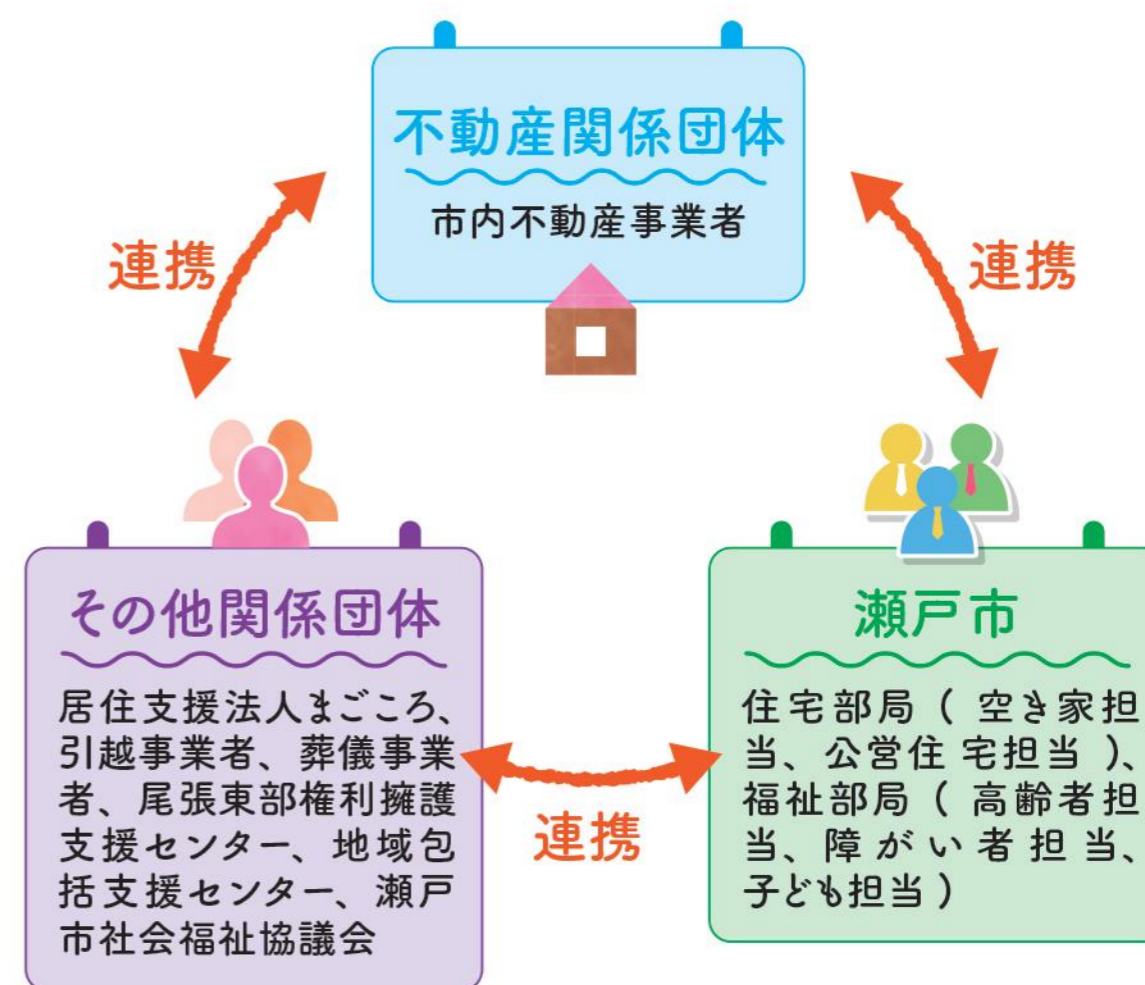 不動産関係団体
市内不動産事業者
連携
連携
その他関係団体
居住支援法人まごころ、
引越事業者、葬儀事業
者、尾張東部権利擁護
支援センター、地域包
括支援センター、瀬戸
市社会福祉協議会
連携
瀬戸市
住宅部局（空き家担
当、公営住宅担当）、
福祉部局（高齢者担
当、障がい者担当、
子ども担当）